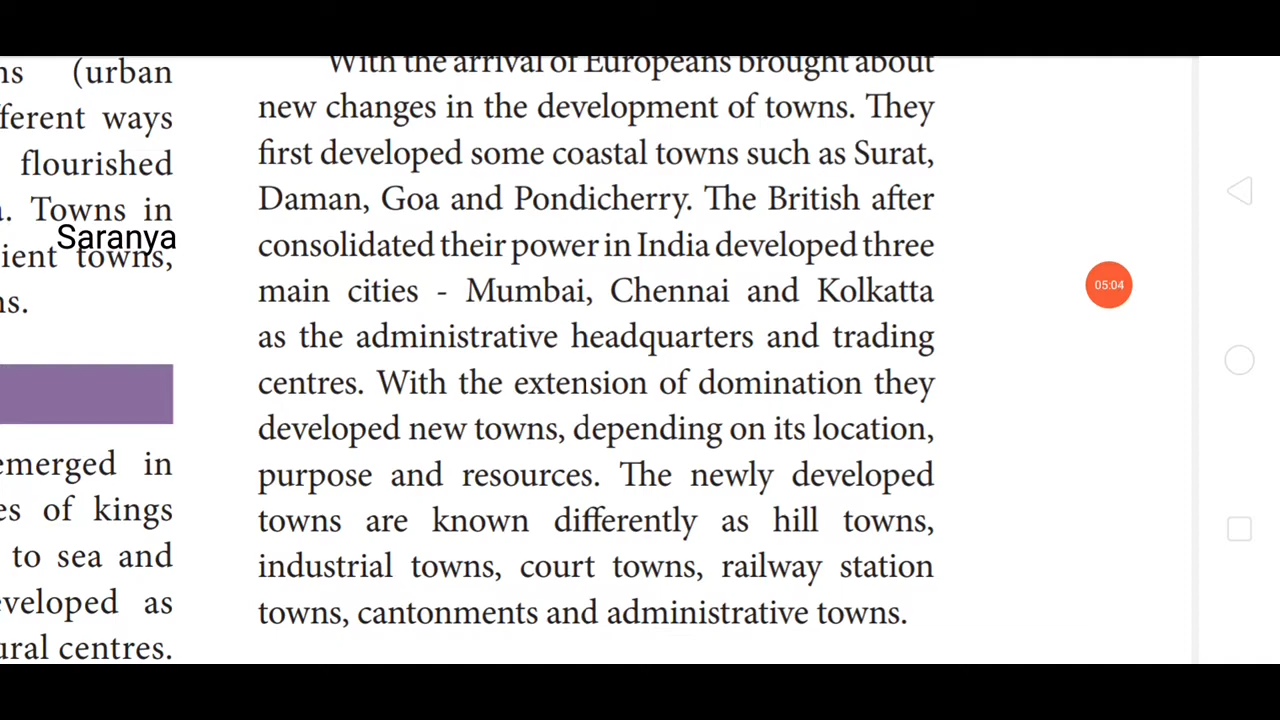 ns (urban
fferent ways
flourished
a. Towns in
Saranya
ient towns,
ns.
emerged in
es of kings
to sea and
eveloped as
ural centres.
With the arrival of Europeans brought about
new changes in the development of towns. They
first developed some coastal towns such as Surat,
Daman, Goa and Pondicherry. The British after
consolidated their power in India developed three
main cities - Mumbai, Chennai and Kolkatta
as the administrative headquarters and trading
centres. With the extension of domination they
developed new towns, depending on its location,
purpose and resources. The newly developed
towns are known differently as hill towns,
industrial towns, court towns, railway station
towns, cantonments and administrative towns.
05:04